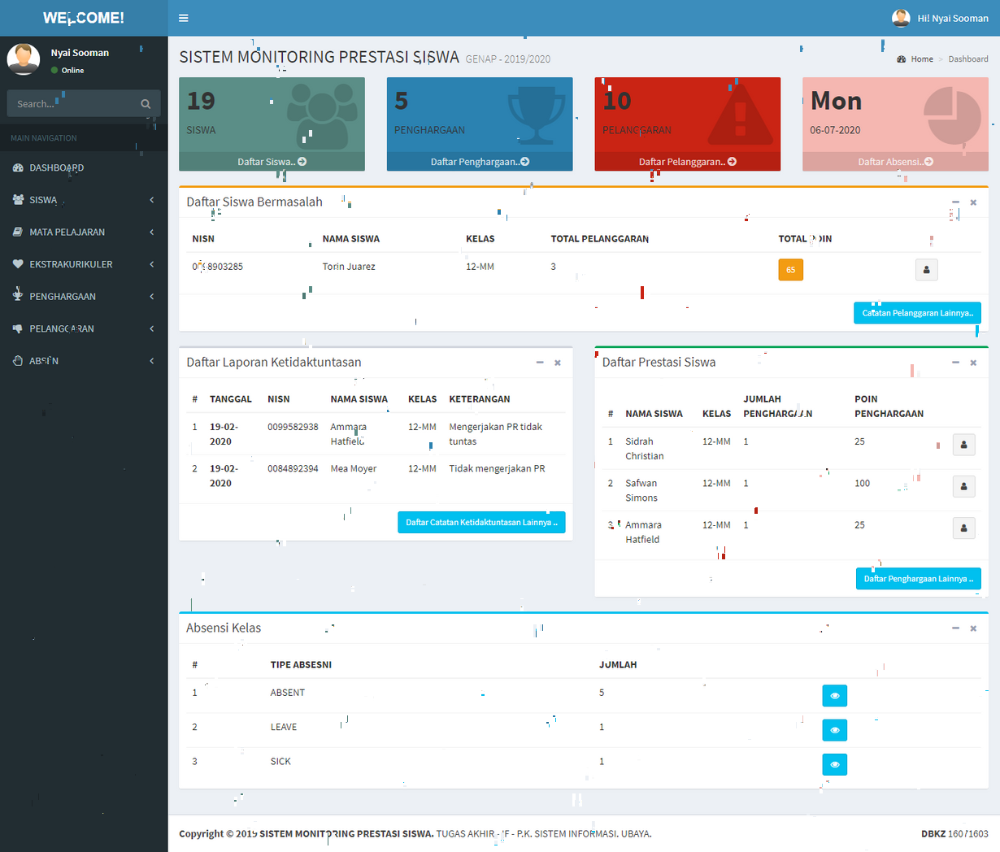 WELCOME!
Hi! Nyai Sooman
Nyai Sooman
Online
Search...
MAIN NAVIGATION
DASHBOARD
SISWA
MATA PELAJARAN
EKSTRAKURIKULER
PENGHARGAAN
PELANGGARAN
ABSEN
SISTEM MONITORING PRESTASI SISWA GENAP - 2019/2020
Home > Dashboard
19
SISWA
Daftar Siswa..
5
PENGHARGAAN
Daftar Penghargaan..
10
PELANGGARAN
Daftar Pelanggaran..
Mon
06-07-2020
Daftar Absensi..
Daftar Siswa Bermasalah
NISN NAMA SISWA KELAS TOTAL PELANGGARAN TOTAL POIN
Torin Juarez 12-MM 3 65
Catatan Pelanggaran Lainnya..
Daftar Laporan Ketidaktuntasan
# TANGGAL NISN NAMA SISWA KELAS KETERANGAN
1 19-02- 0099582938 Ammara 12-MM Mengerjakan PR tidak
2020 Hatfield tuntas
2 19-02- 0084892394 Mea Moyer 12-MM Tidak mengerjakan PR
2020
Daftar Catatan Ketidaktuntasan Lainnya ..
Daftar Prestasi Siswa
JUMLAH POIN
# NAMA SISWA KELAS PENGHARGAAN PENGHARGAAN
1 Sidrah 12-MM 1 25
Christian
2 Safwan 12-MM 1 100
Simons
3 Ammara 12-MM 1 25
Hatfield
Daftar Penghargaan Lainnya ..
Absensi Kelas
# TIPE ABSESNI JUMLAH
1 ABSENT 5
2 LEAVE 1
3 SICK 1
Copyright © 2019 SISTEM MONITORING PRESTASI SISWA. TUGAS AKHIR - - P.K. SISTEM INFORMASI. UBAYA.
DBKZ 16071603